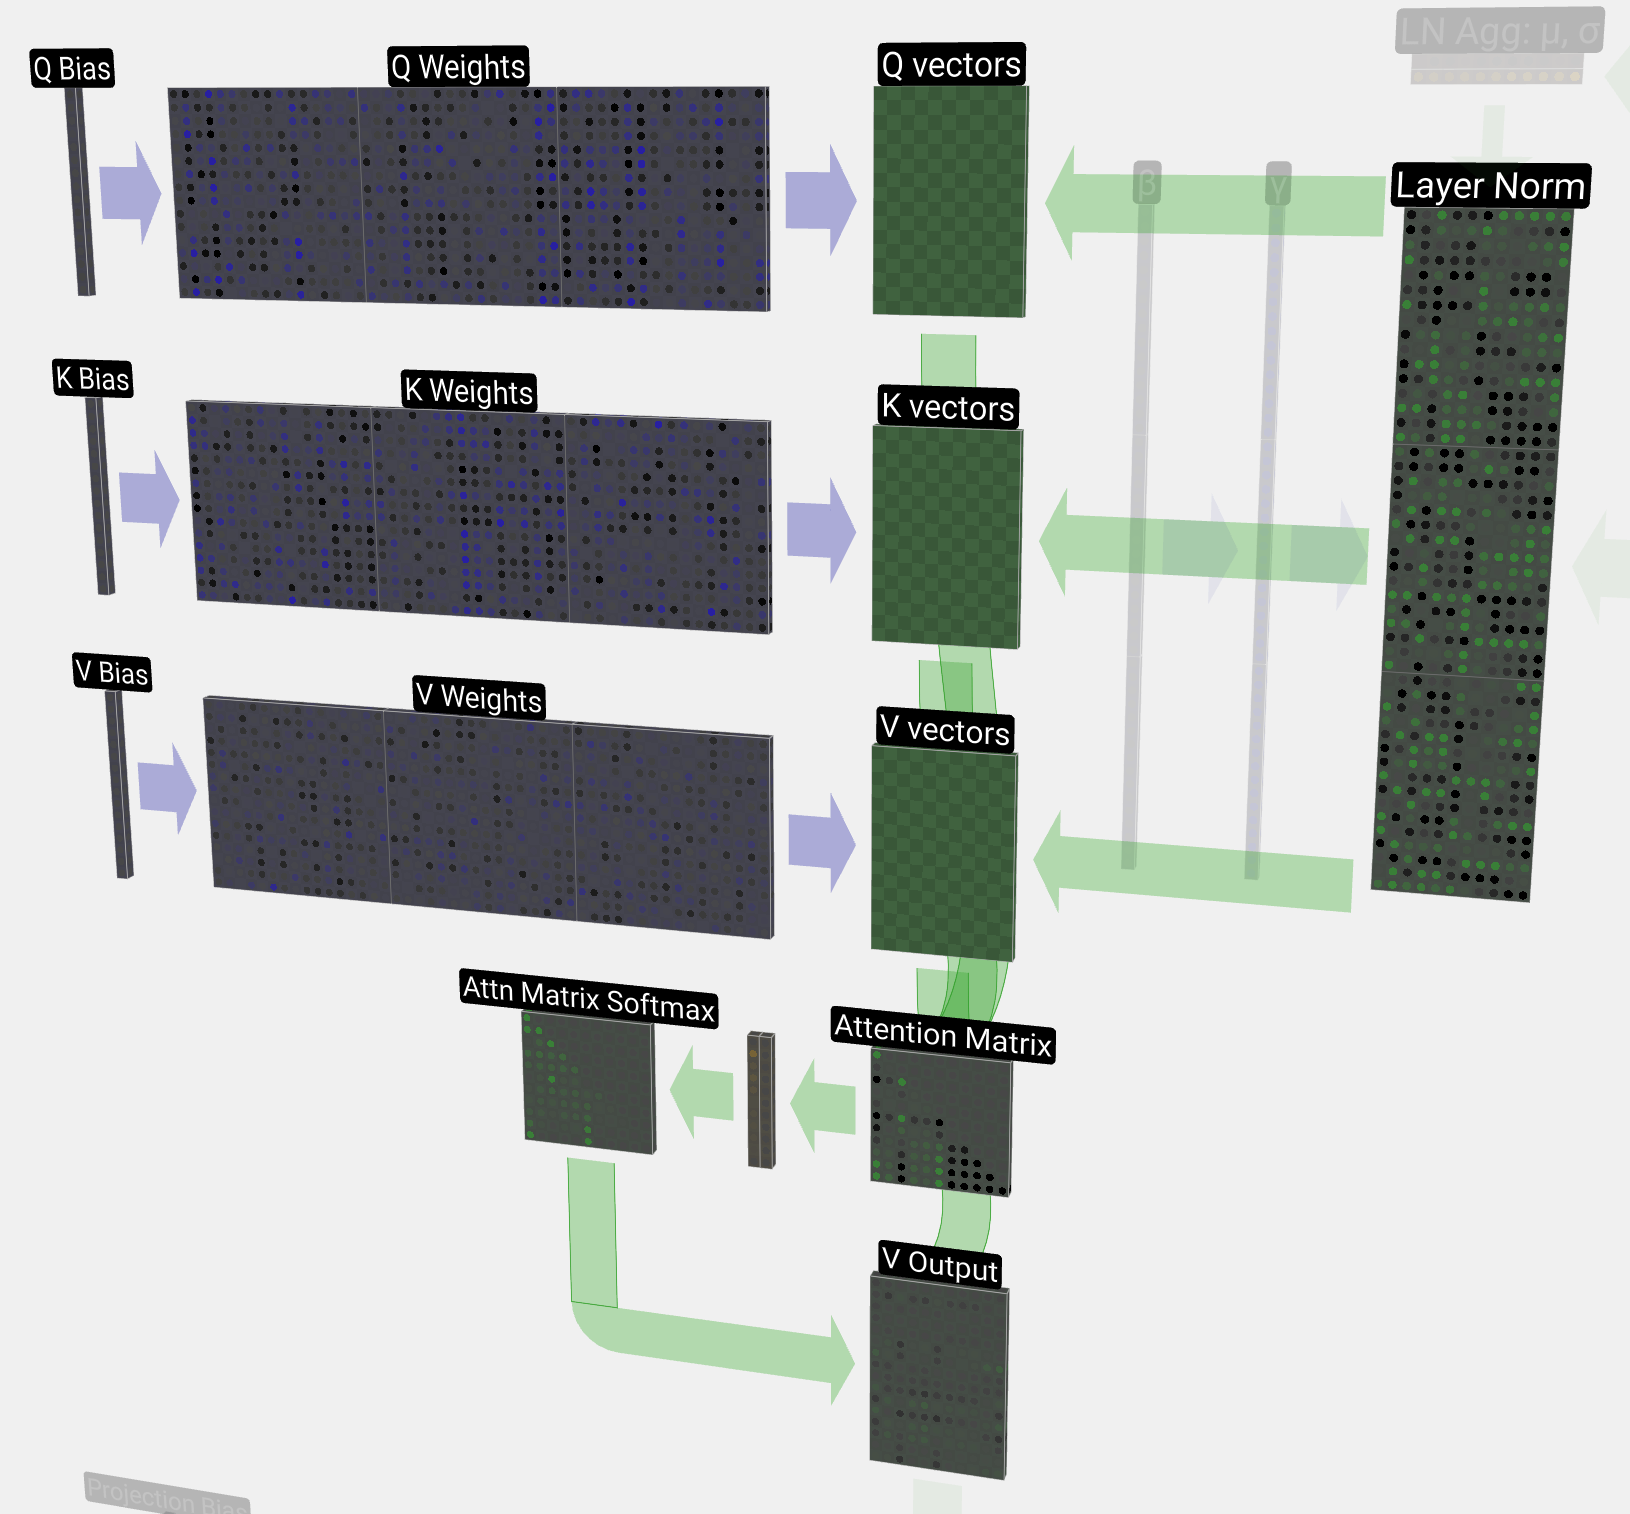 LN Agg: μ, σ
Q Bias
Q Weights
Q vectors
β
γ
Layer Norm
K Bias
K Weights
K vectors
V Bias
V Weights
V vectors
Attn Matrix Softmax
Attention Matrix
V Output
Projection Bias